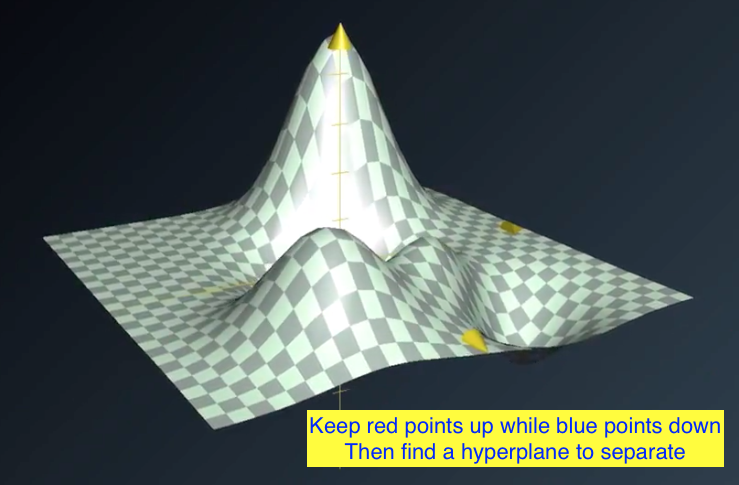 Keep red points up while blue points down
Then find a hyperplane to separate